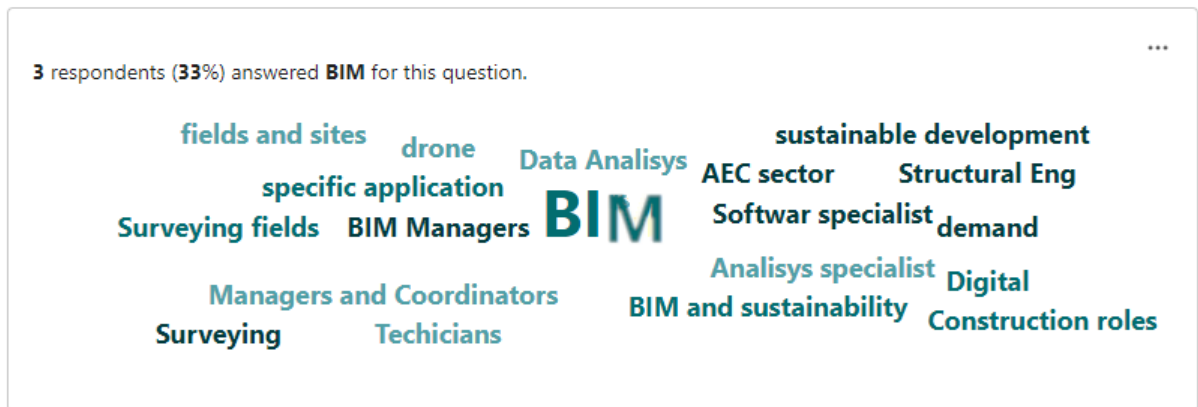 ...
3 respondents (33%) answered BIM for this question.
fields and sites
drone
Data Analisys
sustainable development
specific application
AEC sector
Structural Eng
Surveying fields
BIM Managers
BIM
Softwar specialist
demand
Analisys specialist
Digital
Managers and Coordinators
BIM and sustainability
Construction roles
Surveying
Techicians